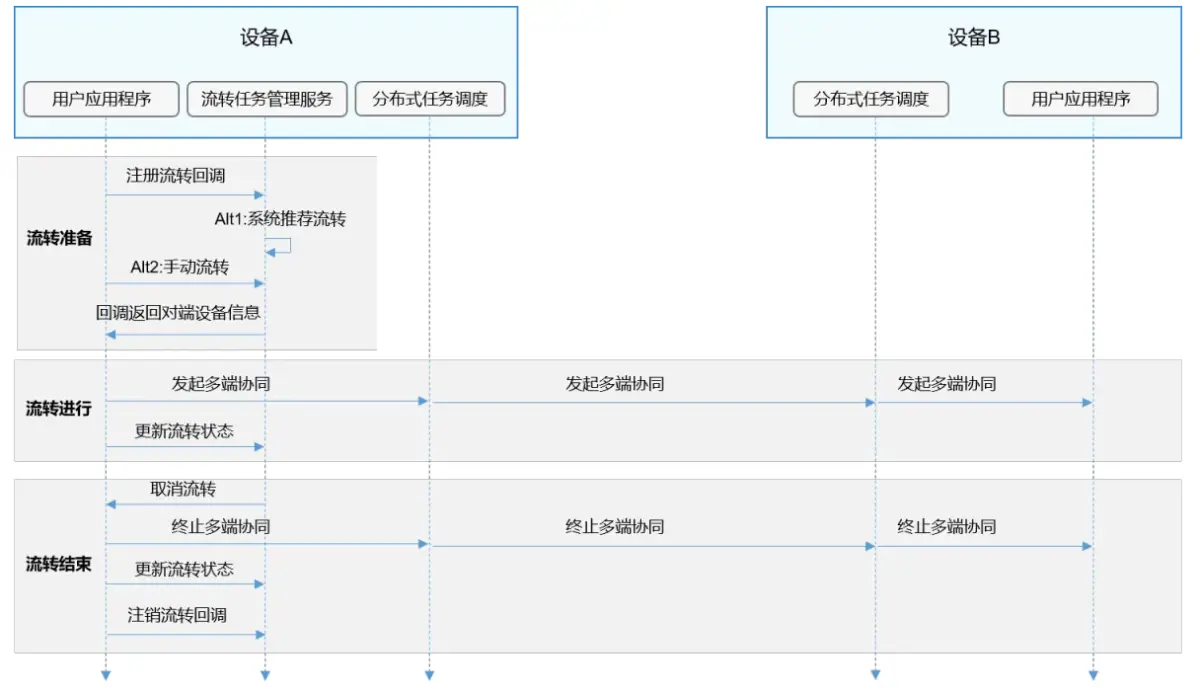 设备A
设备B
用户应用程序
流转任务管理服务
分布式任务调度
分布式任务调度
用户应用程序
流转准备
注册流转回调
Alt1:系统推荐流转
Alt2:手动流转
回调返回对端设备信息
流转进行
发起多端协同
发起多端协同
发起多端协同
更新流转状态
流转结束
取消流转
终止多端协同
终止多端协同
终止多端协同
更新流转状态
注销流转回调